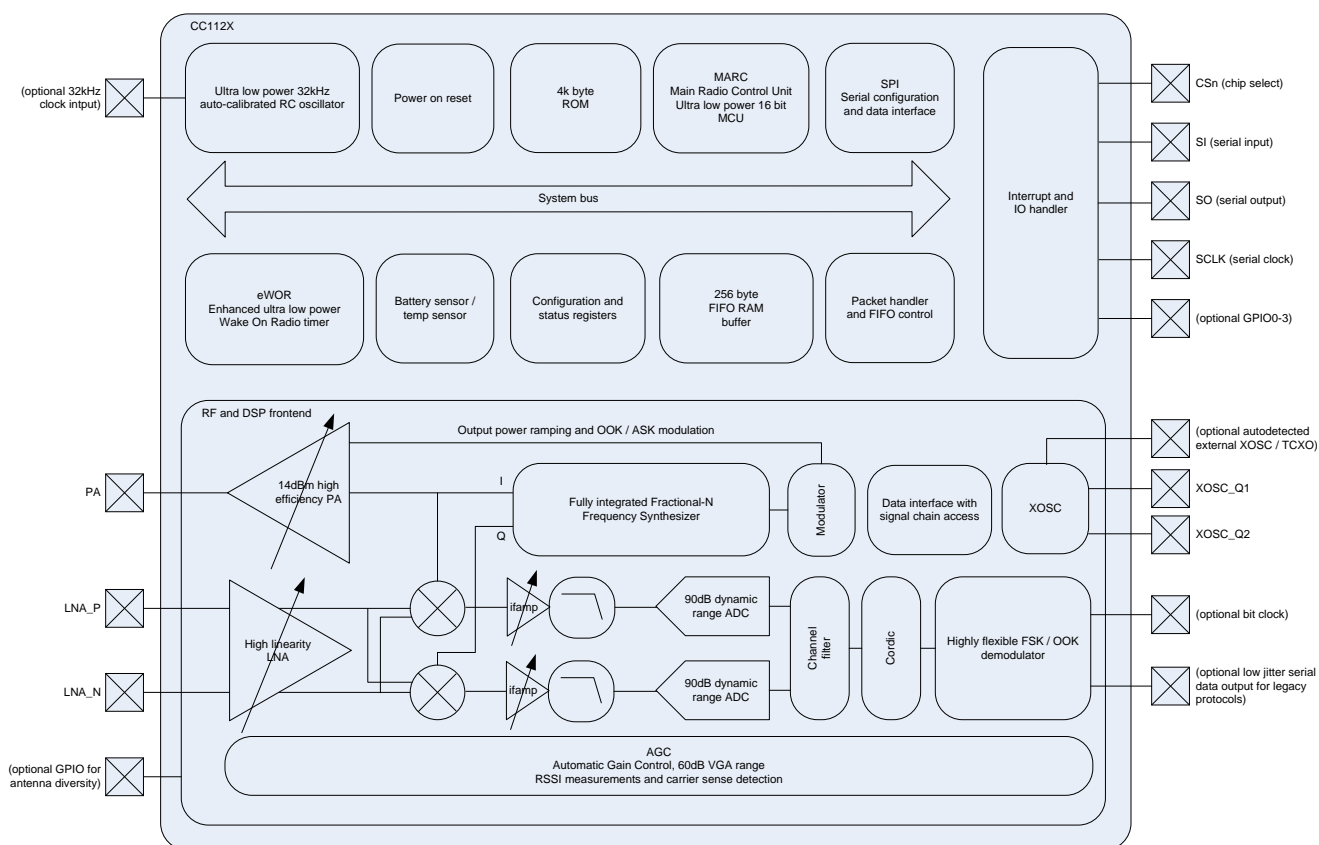 CC112X
(optional 32kHz
clock intput)
Ultra low power 32kHz
auto-calibrated RC oscillator
Power on reset
4k byte
ROM
MARC
Main Radio Control Unit
Ultra low power 16 bit
MCU
SPI
Serial configuration
and data interface
Interrupt and
IO handler
CSn (chip select)
SI (serial input)
SO (serial output)
SCLK (serial clock)
(optional GPIO0-3)
System bus
eWOR
Enhanced ultra low power
Wake On Radio timer
Battery sensor /
temp sensor
Configuration and
status registers
256 byte
FIFO RAM
buffer
Packet handler
and FIFO control
RF and DSP frontend
Output power ramping and OOK / ASK modulation
(optional autodetected
external XOSC / TCXO)
PA
14dBm high
efficiency PA
I
Q
Fully integrated Fractional-N
Frequency Synthesizer
Modulator
Data interface with
signal chain access
XOSC
XOSC_Q1
XOSC_Q2
LNA_P
LNA_N
High linearity
LNA
ifamp
ifamp
90dB dynamic
range ADC
90dB dynamic
range ADC
Channel
filter
Cordic
Highly flexible FSK / OOK
demodulator
(optional bit clock)
(optional low jitter serial
data output for legacy
protocols)
(optional GPIO for
antenna diversity)
AGC
Automatic Gain Control, 60dB VGA range
RSSI measurements and carrier sense detection